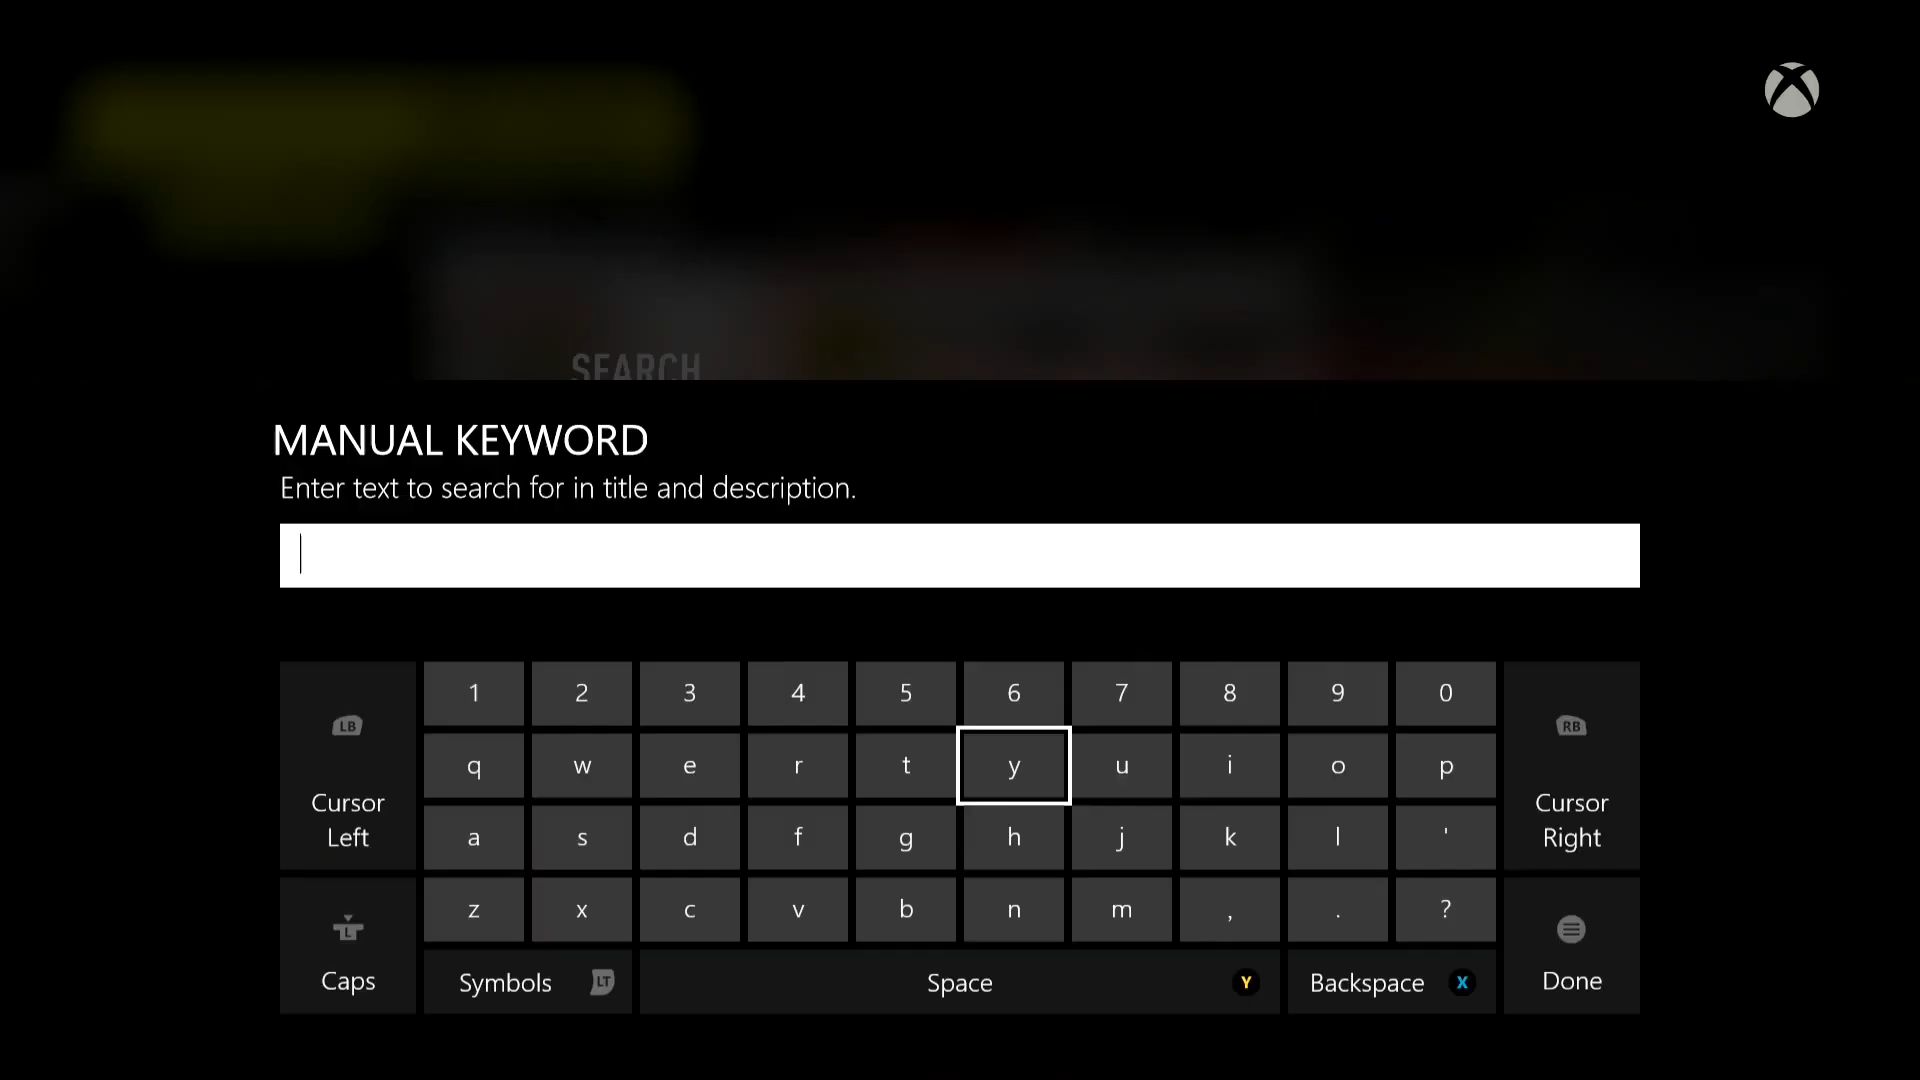 SEARCH
MANUAL KEYWORD
Enter text to search for in title and description.
1 2 3 4 5 6 7 8 9 0
LB
RB
q w e r t y u i o p
Cursor Left
Cursor Right
a s d f g h j k l '
z x c v b n m , . ?
L
Caps
Symbols LT
Space Y
Backspace X
Done